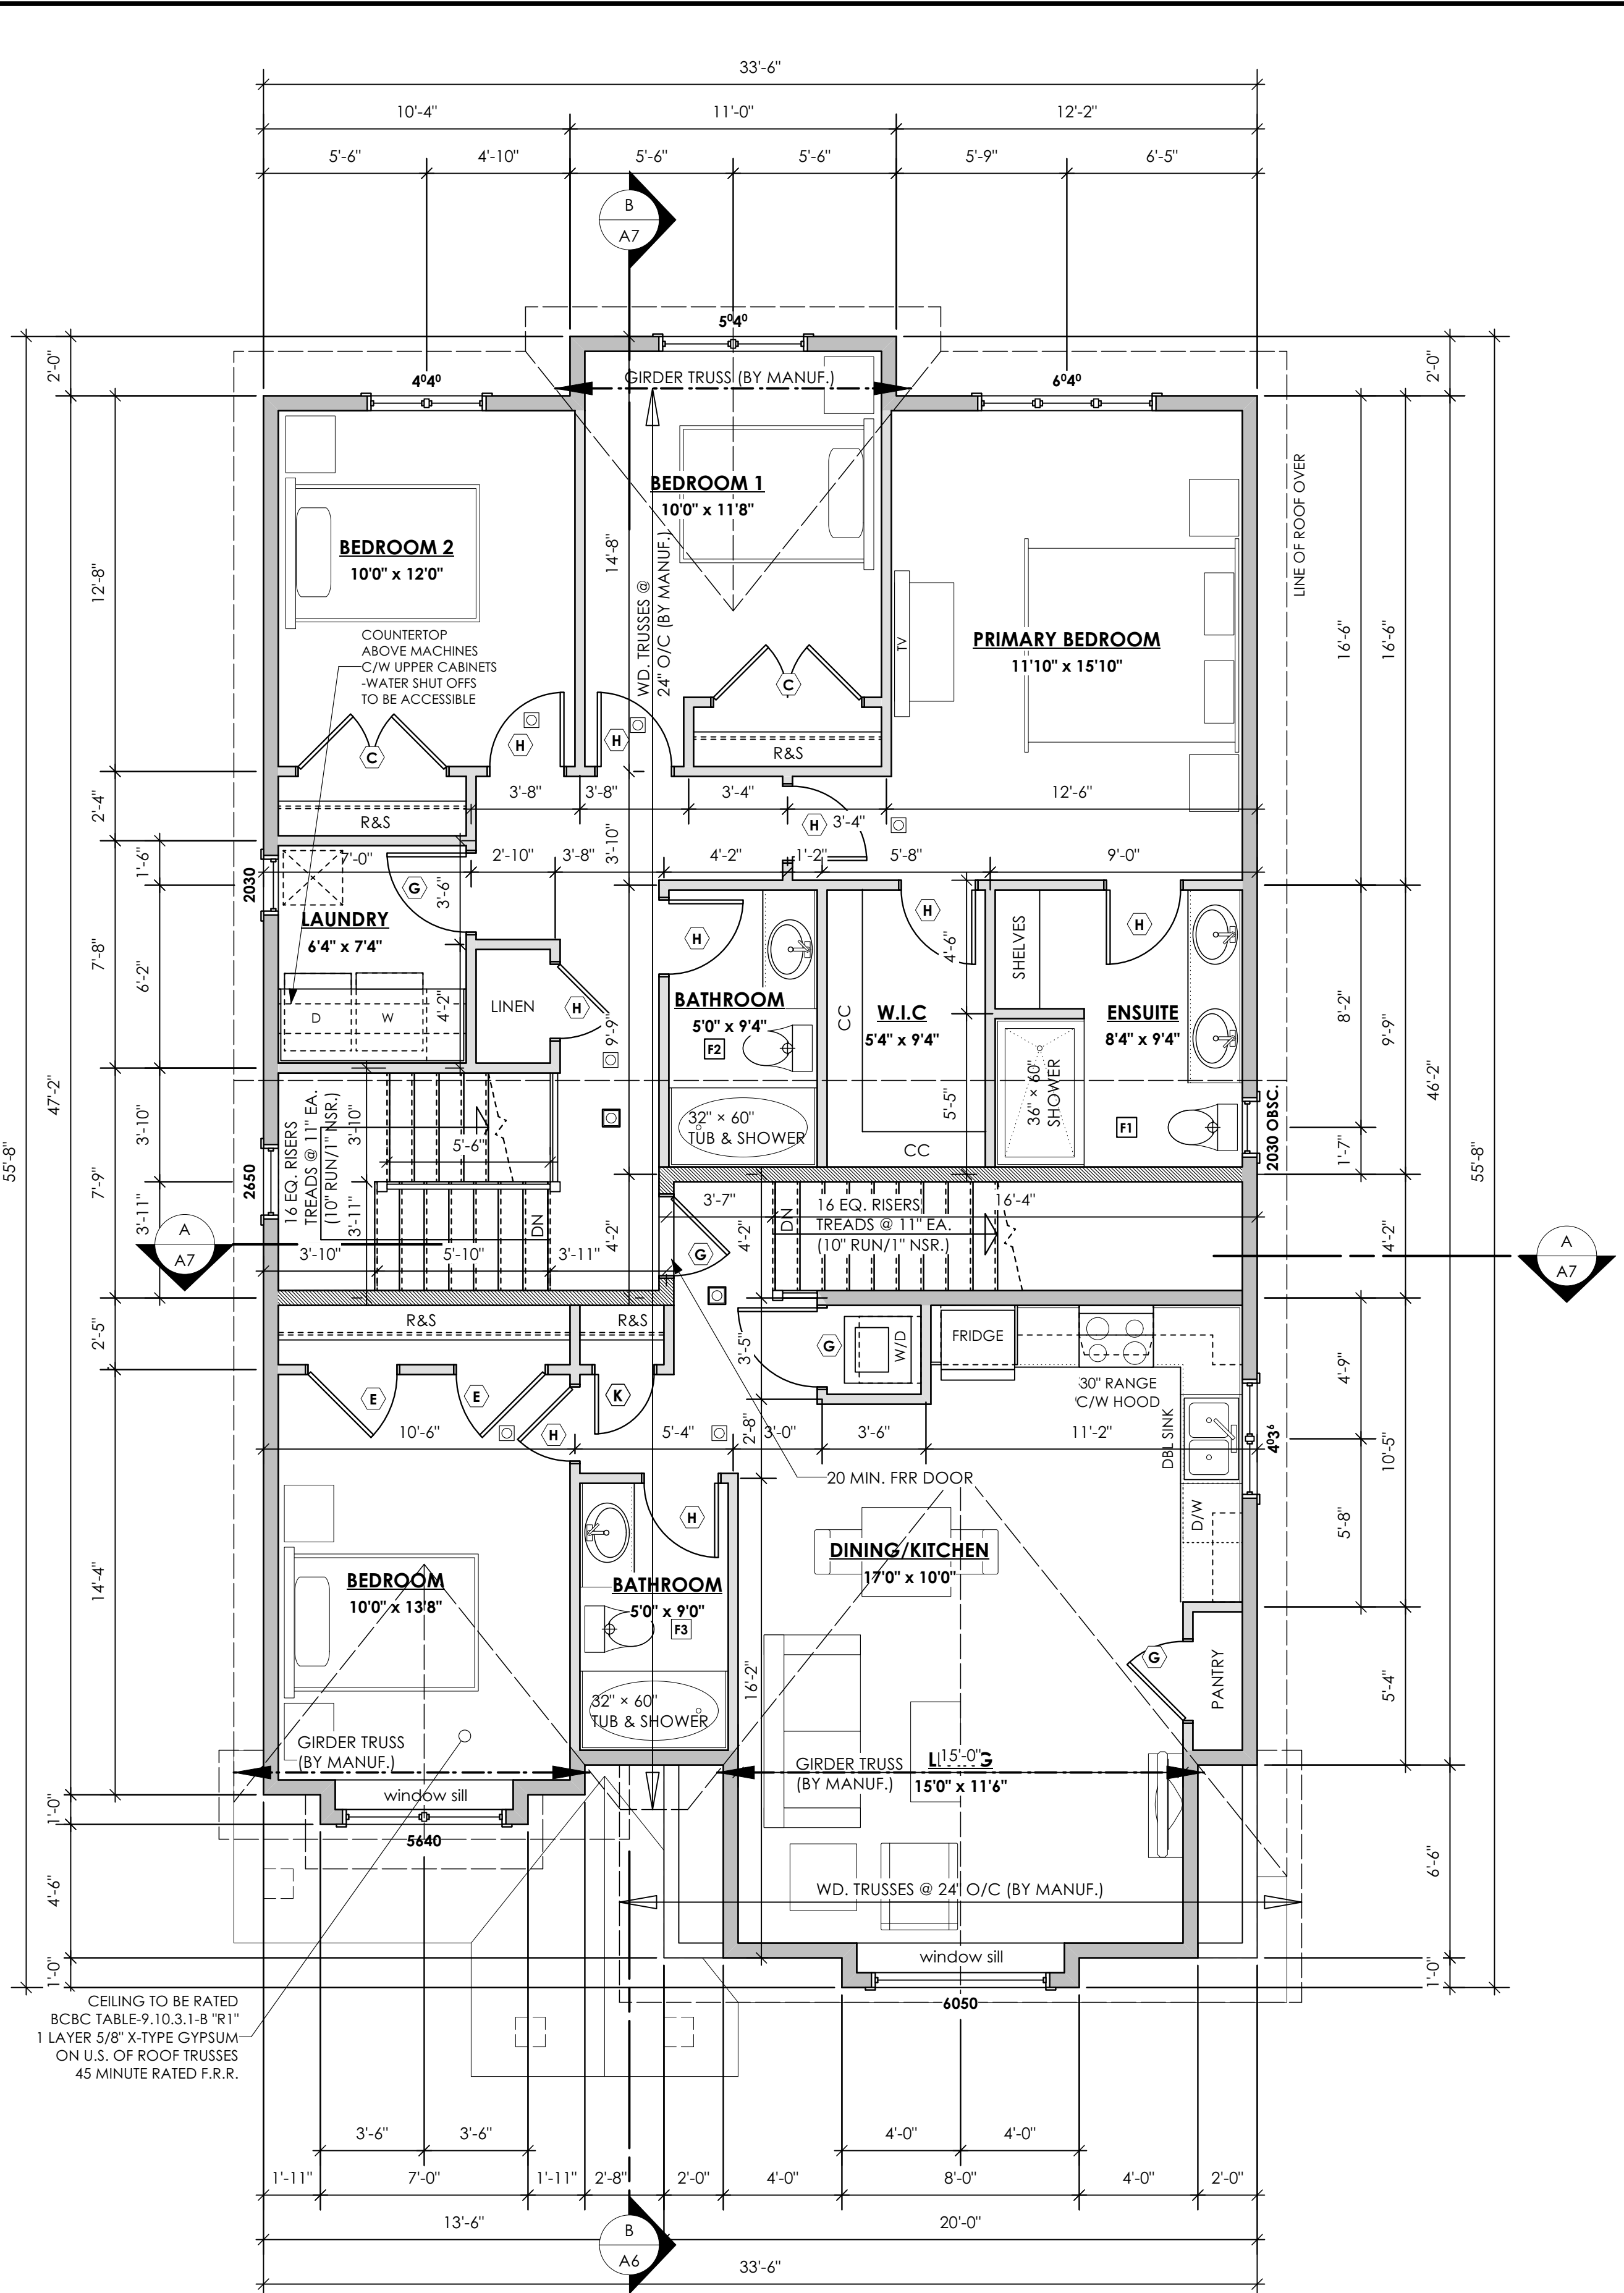 33'-6"
10'-4" 11'-0" 12'-2"
5'-6" 4'-10" 5'-6" 5'-6" 5'-9" 6'-5"
B
A7
5⁰4⁰
4⁰4⁰
6⁰4⁰
GIRDER TRUSS (BY MANUF.)
2'-0"
2'-0"
BEDROOM 1
10'0" x 11'8"
BEDROOM 2
10'0" x 12'0"
PRIMARY BEDROOM
11'10" x 15'10"
TV
LINE OF ROOF OVER
14'-8"
WD. TRUSSES @
24" O/C (BY MANUF.)
COUNTERTOP
ABOVE MACHINES
C/W UPPER CABINETS
-WATER SHUT OFFS
TO BE ACCESSIBLE
12'-8"
16'-6"
16'-6"
C
H
H
C
R&S
R&S
3'-8" 3'-8" 3'-4" 12'-6"
H
3'-4"
2'-4"
3'-10"
1'-6"
7'-0" 2'-10" 3'-8" 4'-2" 1'-2" 5'-8" 9'-0"
2030
G
3'-6"
LAUNDRY
6'4" x 7'4"
H
H
4'-6"
H
SHELVES
7'-8"
6'-2"
D
W
4'-2"
LINEN
H
9'-9"
BATHROOM
5'0" x 9'4"
F2
CC
W.I.C
5'4" x 9'4"
ENSUITE
8'4" x 9'4"
8'-2"
9'-9"
47'-2"
46'-2"
55'-8"
55'-8"
32" × 60"
TUB & SHOWER
CC
5'-5"
36" × 60"
SHOWER
F1
2030 OBSC.
1'-7"
3'-10"
2650
16 EQ. RISERS
TREADS @ 11" EA.
(10" RUN/1" NSR.)
3'-10"
5'-6"
7'-9"
3'-11"
3'-11"
DN
3'-10" 5'-10" 3'-11"
4'-2"
3'-7"
G
4'-2"
DN
16 EQ. RISERS
TREADS @ 11" EA.
(10" RUN/1" NSR.)
16'-4"
4'-2"
A
A7
A
A7
R&S
R&S
2'-5"
3'-5"
G
W/D
FRIDGE
30" RANGE
C/W HOOD
4'-9"
E
E
K
H
10'-6" 5'-4" 3'-0" 3'-6" 11'-2"
2'-8"
DBL SINK
4⁰3⁶
10'-5"
20 MIN. FRR DOOR
H
D/W
5'-8"
DINING/KITCHEN
17'0" x 10'0"
14'-4"
BEDROOM
10'0" x 13'8"
BATHROOM
5'0" x 9'0"
F3
G
PANTRY
5'-4"
16'-2"
32" × 60"
TUB & SHOWER
GIRDER TRUSS
(BY MANUF.)
GIRDER TRUSS
(BY MANUF.)
15'-0"
15'0" x 11'6"
window sill
5640
1'-0"
4'-6"
6'-6"
WD. TRUSSES @ 24" O/C (BY MANUF.)
window sill
6050
1'-0"
1'-0"
CEILING TO BE RATED
BCBC TABLE-9.10.3.1-B "R1"
1 LAYER 5/8" X-TYPE GYPSUM
ON U.S. OF ROOF TRUSSES
45 MINUTE RATED F.R.R.
3'-6" 3'-6" 4'-0" 4'-0"
1'-11" 7'-0" 1'-11" 2'-8" 2'-0" 4'-0" 8'-0" 4'-0" 2'-0"
13'-6" 20'-0"
B
A6
33'-6"